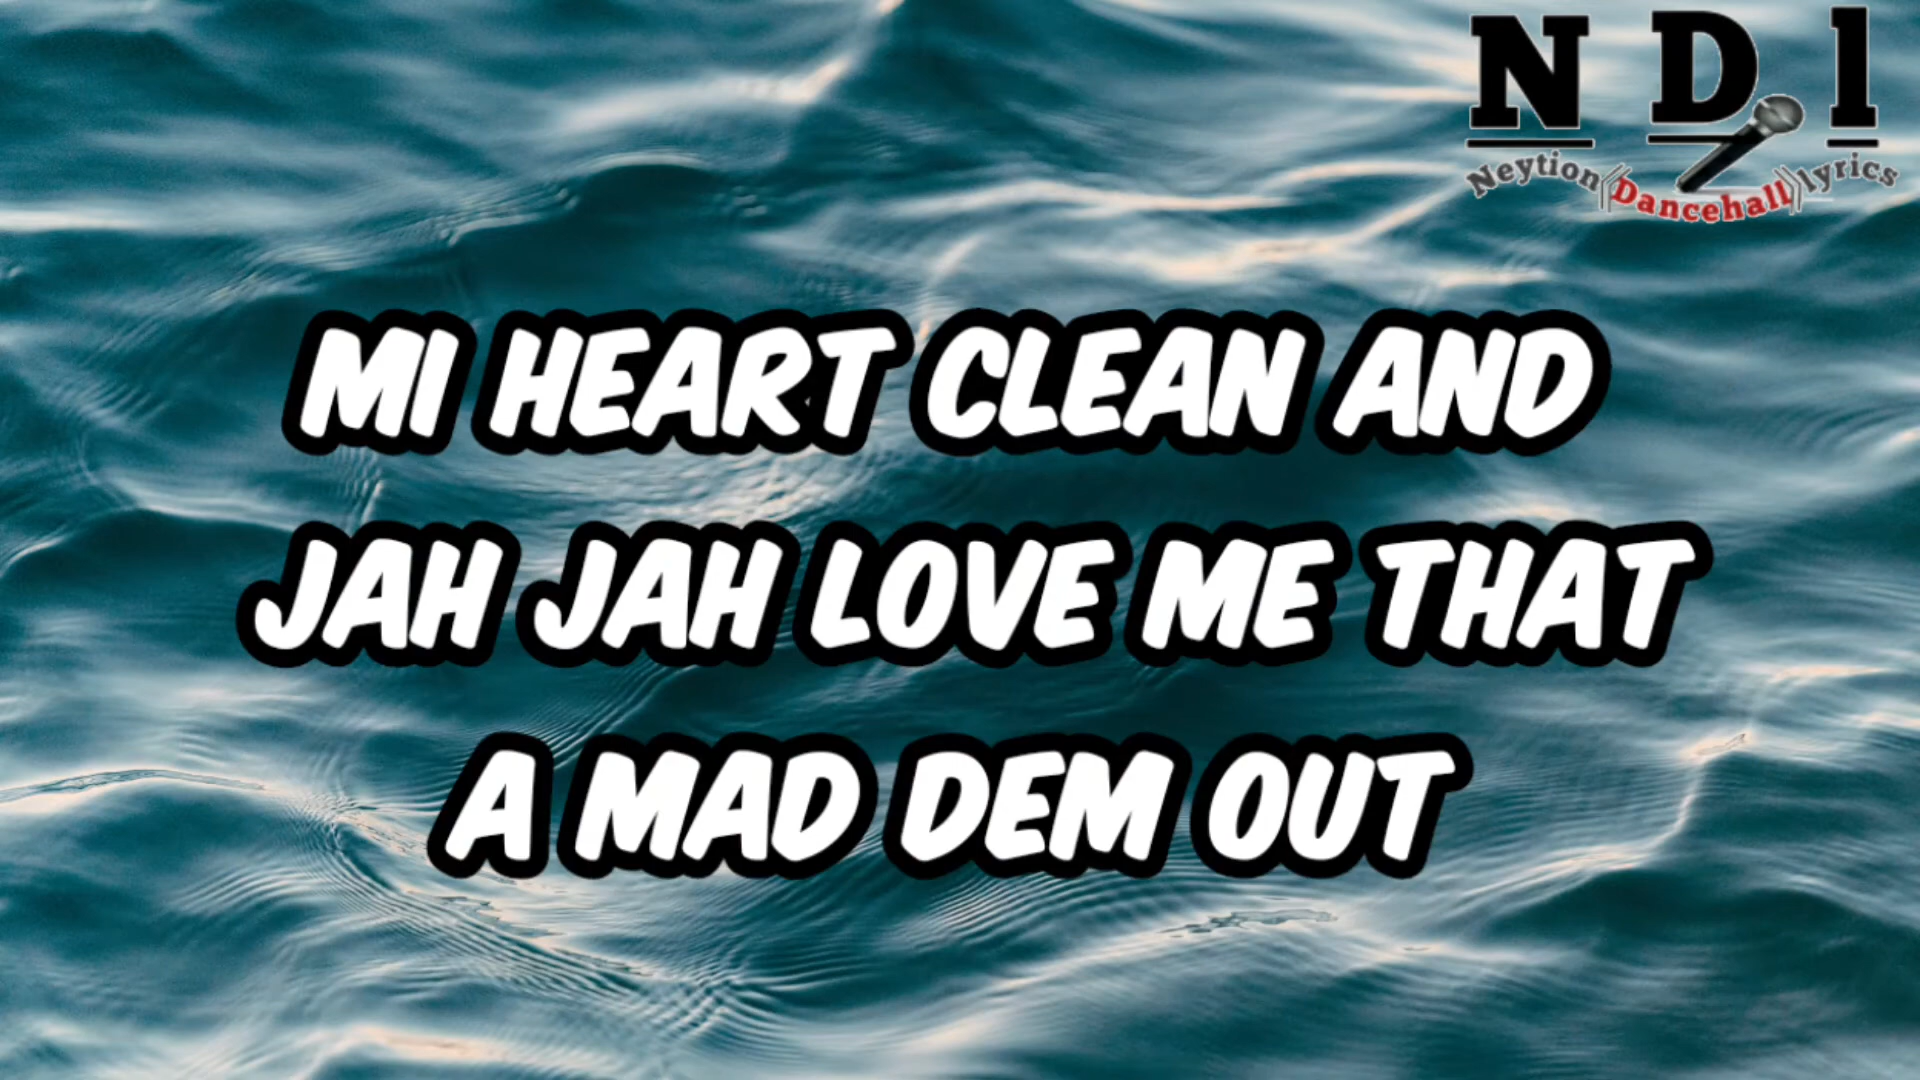 N D l
Neytion Dancehall lyrics
MI HEART CLEAN AND
JAH JAH LOVE ME THAT
A MAD DEM OUT